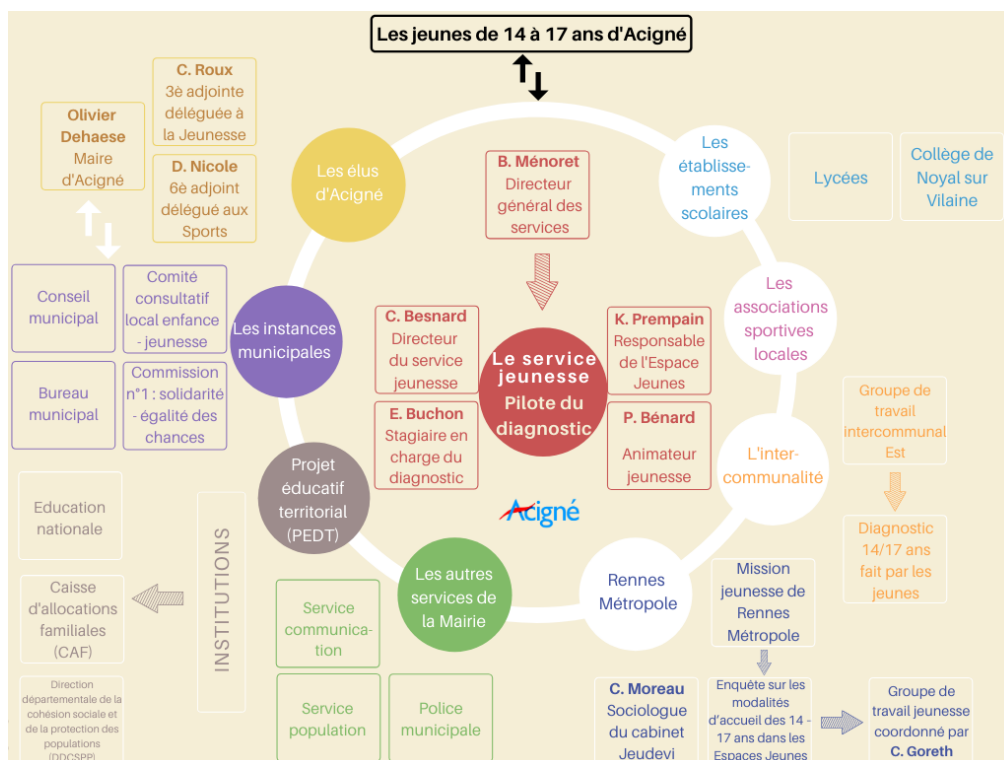 Les jeunes de 14 à 17 ans d'Acigné
C. Roux
3è adjointe
déléguée à
la Jeunesse
Olivier
Dehaese
Maire
d'Acigné
D. Nicole
6è adjoint
délégué aux
Sports
Les élus
d'Acigné
B. Ménoret
Directeur
général des
services
Les
établisse-
ments
scolaires
Lycées
Collège de
Noyal sur
Vilaine
Conseil
municipal
Comité
consultatif
local enfance
- jeunesse
Bureau
municipal
Commission
n°1 : solidarité
- égalité des
chances
Les instances
municipales
C. Besnard
Directeur
du service
jeunesse
E. Buchon
Stagiaire en
charge du
diagnostic
Le service
jeunesse
Pilote du
diagnostic
K. Prempain
Responsable
de l'Espace
Jeunes
P. Bénard
Animateur
jeunesse
Les
associations
sportives
locales
Groupe de
travail
intercommunal
Est
L'inter-
communalité
Diagnostic
14/17 ans
fait par les
jeunes
Projet
éducatif
territorial
(PEDT)
Acigné
Education
nationale
Caisse
d'allocations
familiales
(CAF)
Direction
départementale de la
cohésion sociale et
de la protection des
populations
(DDCSPP)
INSTITUTIONS
Les autres
services de
la Mairie
Service
communica-
tion
Service
population
Police
municipale
Rennes
Métropole
Mission
jeunesse de
Rennes
Métropole
C. Moreau
Sociologue
du cabinet
Jeudevi
Enquête sur les
modalités
d'accueil des 14 -
17 ans dans les
Espaces Jeunes
Groupe de
travail jeunesse
coordonné par
C. Goreth